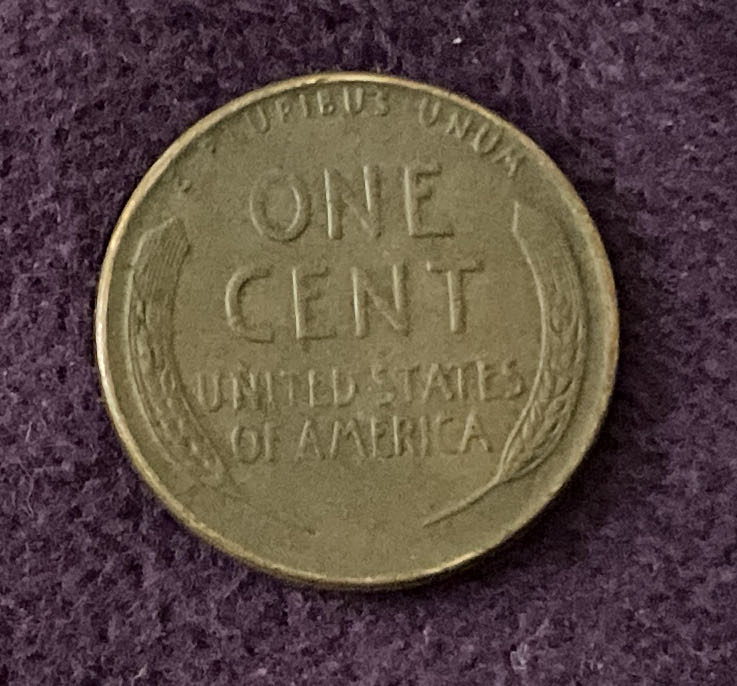 E PLURIBUS UNUM
ONE
CENT
UNITED STATES
OF AMERICA